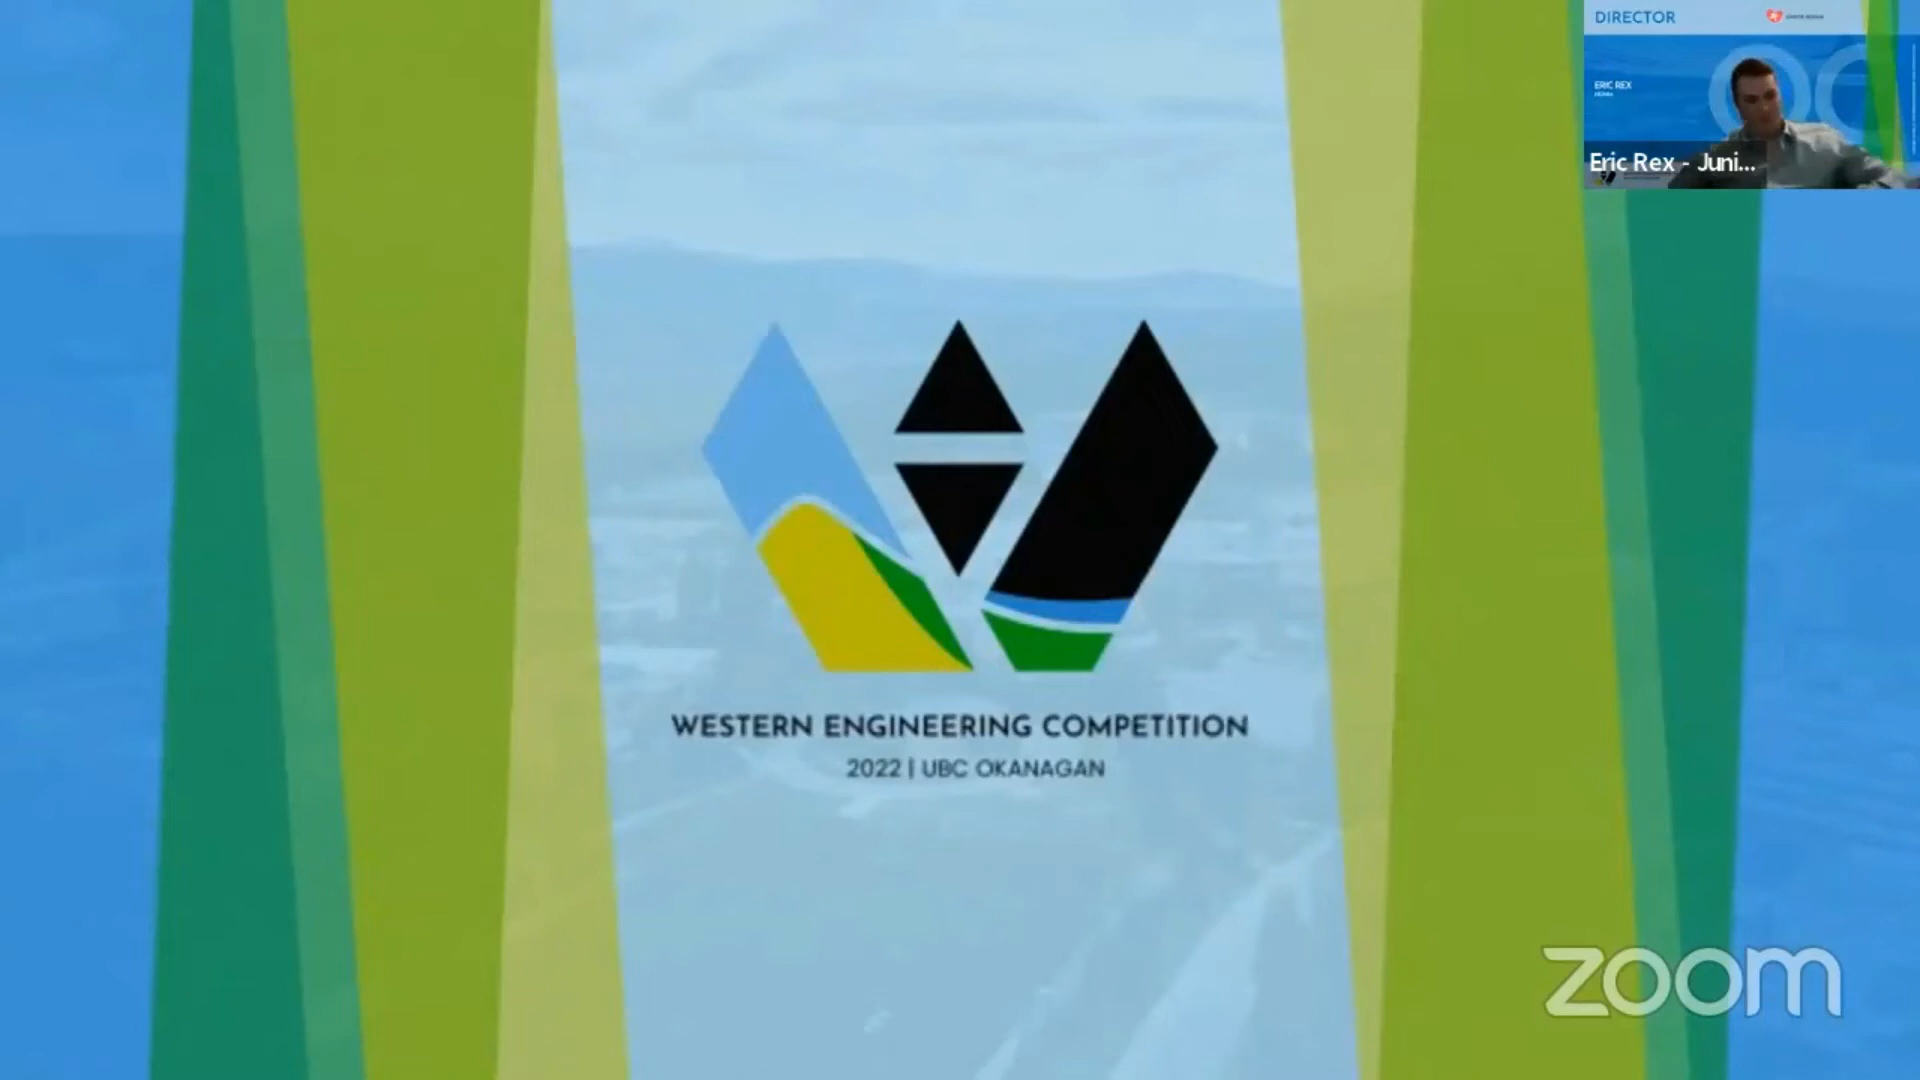 DIRECTOR
ERIC REX
Eric Rex - Juni...
WESTERN ENGINEERING COMPETITION
2022 | UBC OKANAGAN
zoom